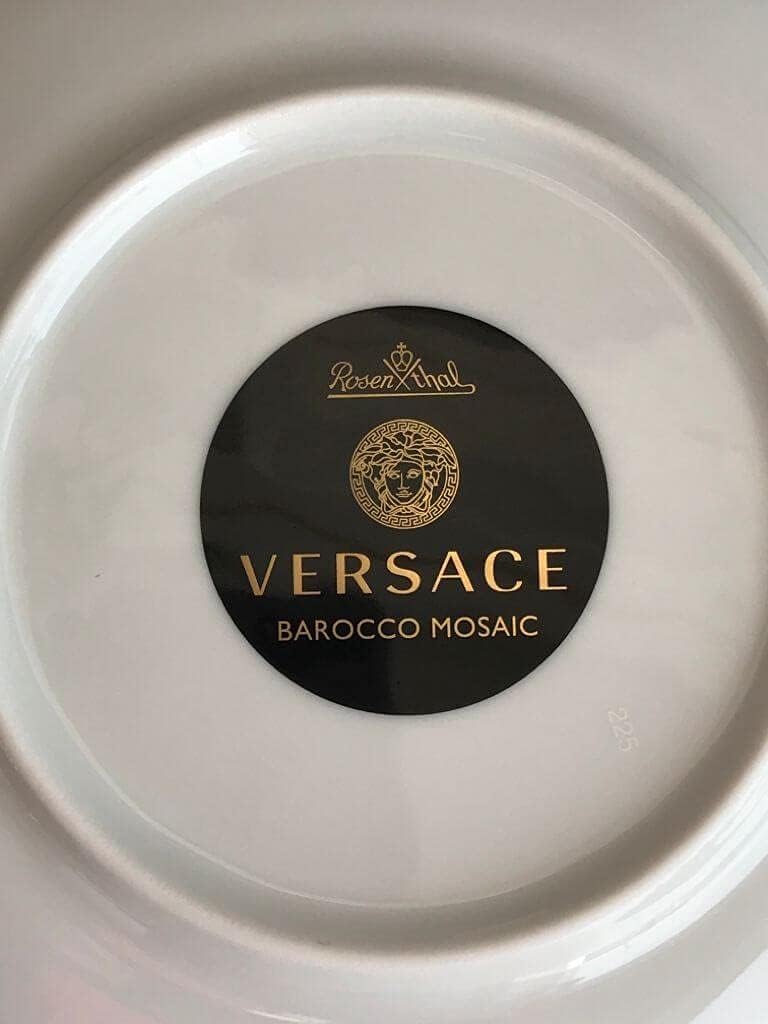 Rosenthal
VERSACE
BAROCCO MOSAIC
225